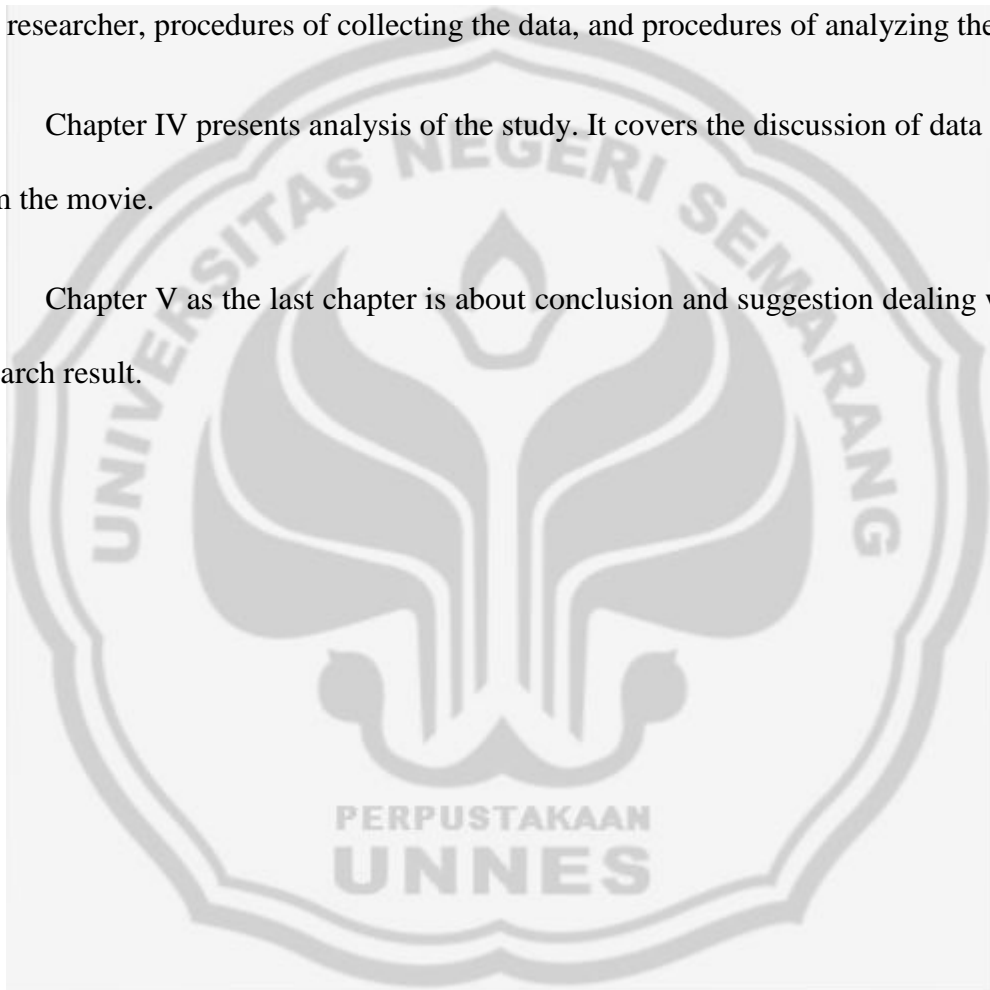 researcher, procedures of collecting the data, and procedures of analyzing the
Chapter IV presents analysis of the study. It covers the discussion of data
the movie.
Chapter V as the last chapter is about conclusion and suggestion dealing
result.
UNIVERSITAS NEGERI SEMARANG
PERPUSTAKAAN
UNNES